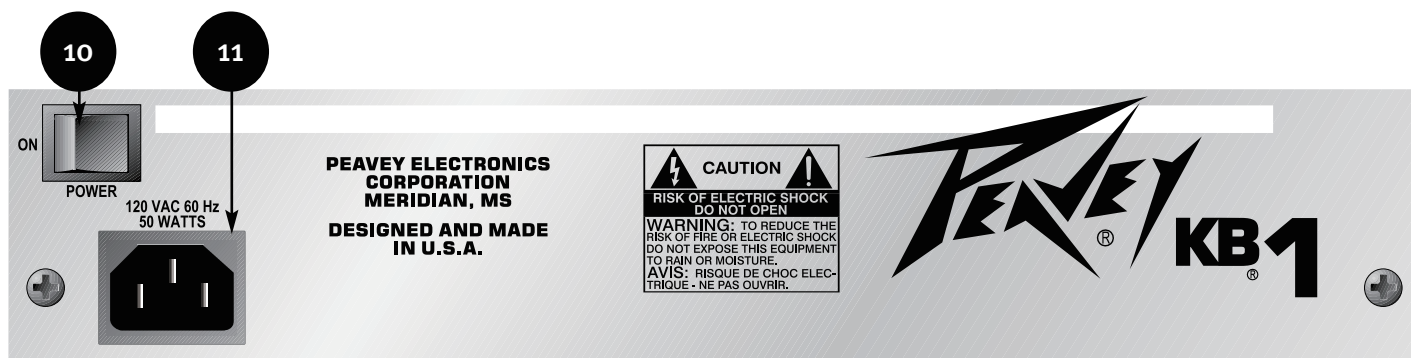 10
11
ON
POWER
120 VAC 60 Hz
50 WATTS
PEAVEY ELECTRONICS
CORPORATION
MERIDIAN, MS
DESIGNED AND MADE
IN U.S.A.
CAUTION
RISK OF ELECTRIC SHOCK
DO NOT OPEN
WARNING: TO REDUCE THE
RISK OF FIRE OR ELECTRIC SHOCK
DO NOT EXPOSE THIS EQUIPMENT
TO RAIN OR MOISTURE.
AVIS: RISQUE DE CHOC ELEC-
TRIQUE - NE PAS OUVRIR.
PEAVEY®
KB®1